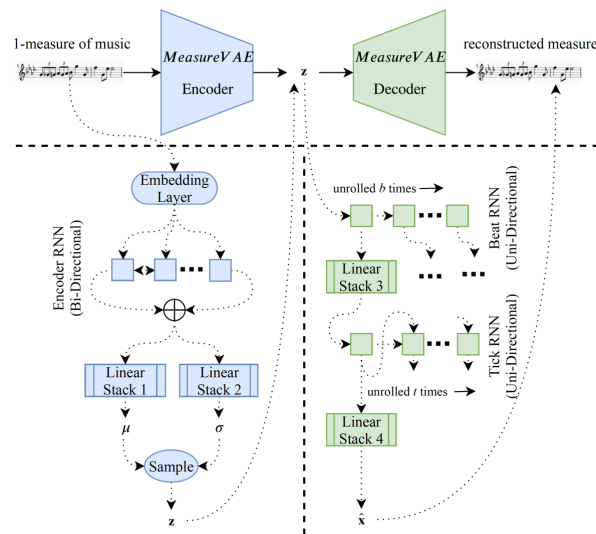 1-measure of music
MeasureVAE
Encoder
z
MeasureVAE
Decoder
reconstructed measure
Embedding
Layer
Encoder RNN
(Bi-Directional)
Linear
Stack 1
Linear
Stack 2
μ
σ
Sample
z
unrolled b times
Beat RNN
(Uni-Directional)
Linear
Stack 3
Tick RNN
(Uni-Directional)
unrolled t times
Linear
Stack 4
x̂